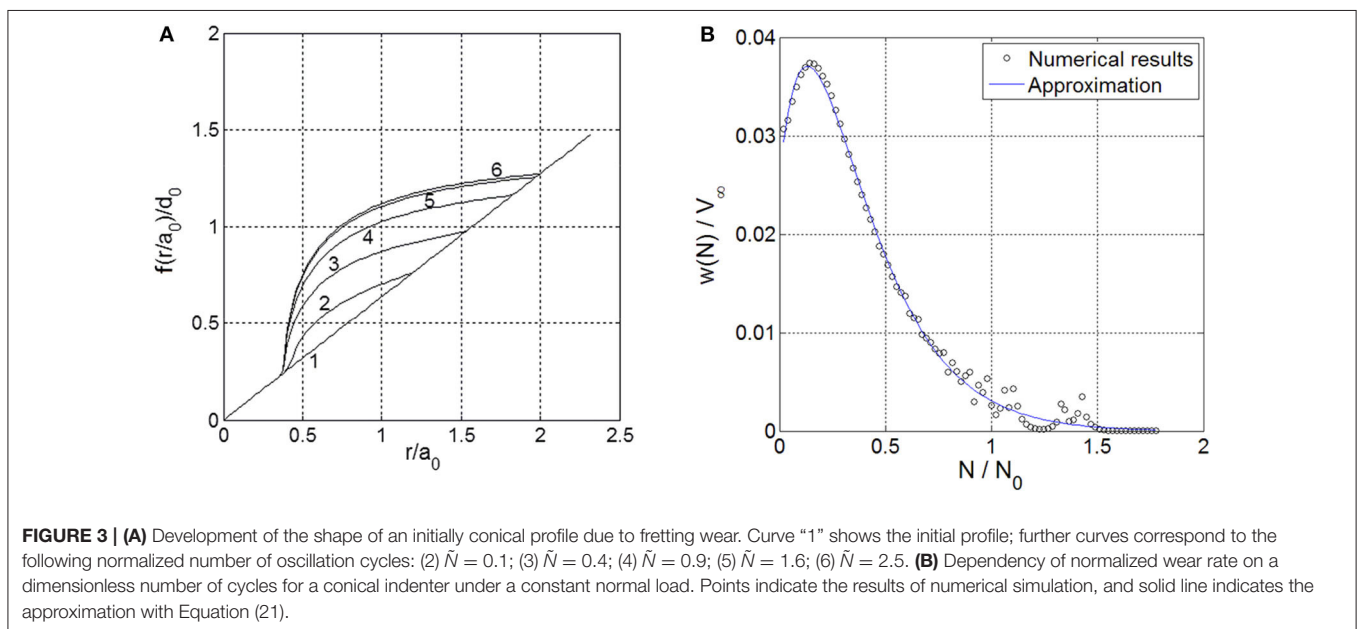 A
2
1.5
1
0.5
0
f(r/a₀)/d₀
6
5
4
3
2
1
0 0.5 1 1.5 2 2.5
r/a₀
B
0.04
0.03
0.02
0.01
0
w(N) / V∞
Numerical results
Approximation
0 0.5 1 1.5 2
N / N₀
FIGURE 3 | (A) Development of the shape of an initially conical profile due to fretting wear. Curve “1” shows the initial profile; further curves correspond to the
following normalized number of oscillation cycles: (2) Ñ = 0.1; (3) Ñ = 0.4; (4) Ñ = 0.9; (5) Ñ = 1.6; (6) Ñ = 2.5. (B) Dependency of normalized wear rate on a
dimensionless number of cycles for a conical indenter under a constant normal load. Points indicate the results of numerical simulation, and solid line indicates the
approximation with Equation (21).